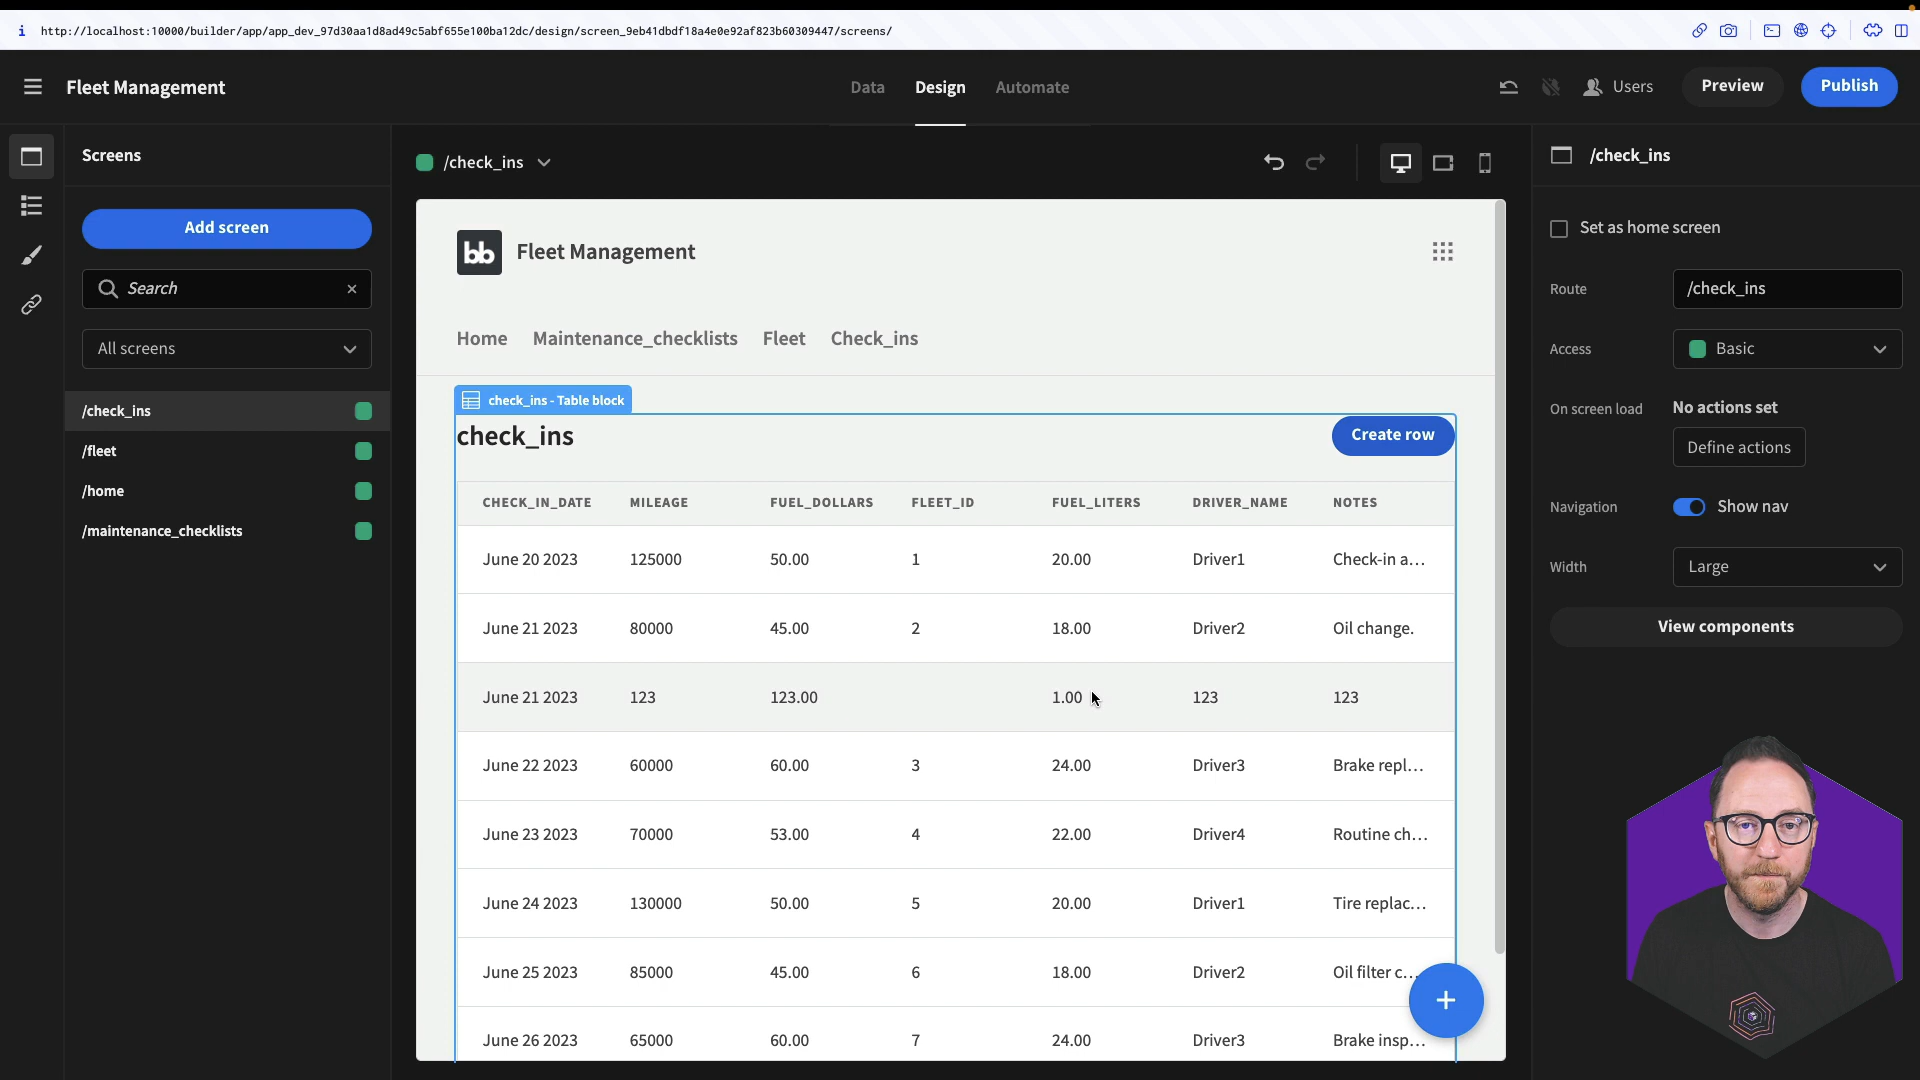 http://localhost:10000/builder/app/app_dev_97d30aa1d8ad49c5abf655e100ba12dc/design/screen_9eb41dbdf18a4e0e92af823b60309447/screens/
Fleet Management
Data Design Automate
Users Preview Publish
Screens
Add screen
Search
All screens
/check_ins
/fleet
/home
/maintenance_checklists
/check_ins
bb Fleet Management
Home Maintenance_checklists Fleet Check_ins
check_ins - Table block
check_ins Create row
CHECK_IN_DATE MILEAGE FUEL_DOLLARS FLEET_ID FUEL_LITERS DRIVER_NAME NOTES
June 20 2023 125000 50.00 1 20.00 Driver1 Check-in a...
June 21 2023 80000 45.00 2 18.00 Driver2 Oil change.
June 21 2023 123 123.00 1.00 123 123
June 22 2023 60000 60.00 3 24.00 Driver3 Brake repl...
June 23 2023 70000 53.00 4 22.00 Driver4 Routine ch...
June 24 2023 130000 50.00 5 20.00 Driver1 Tire replac...
June 25 2023 85000 45.00 6 18.00 Driver2 Oil filter c...
June 26 2023 65000 60.00 7 24.00 Driver3 Brake insp...
/check_ins
Set as home screen
Route /check_ins
Access Basic
On screen load No actions set
Define actions
Navigation Show nav
Width Large
View components